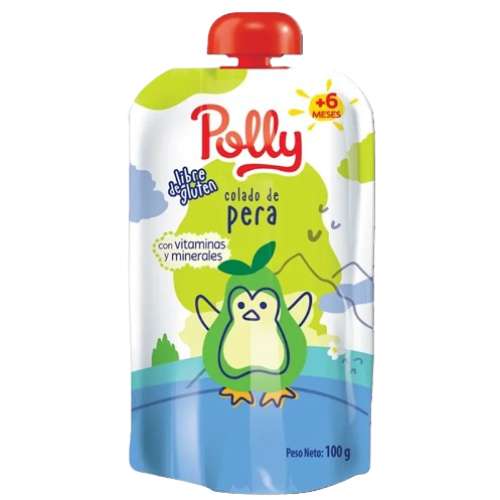 +6
MESES
Polly
libre
de gluten
colado de
pera
con vitaminas
y minerales
Peso Neto: 100 g